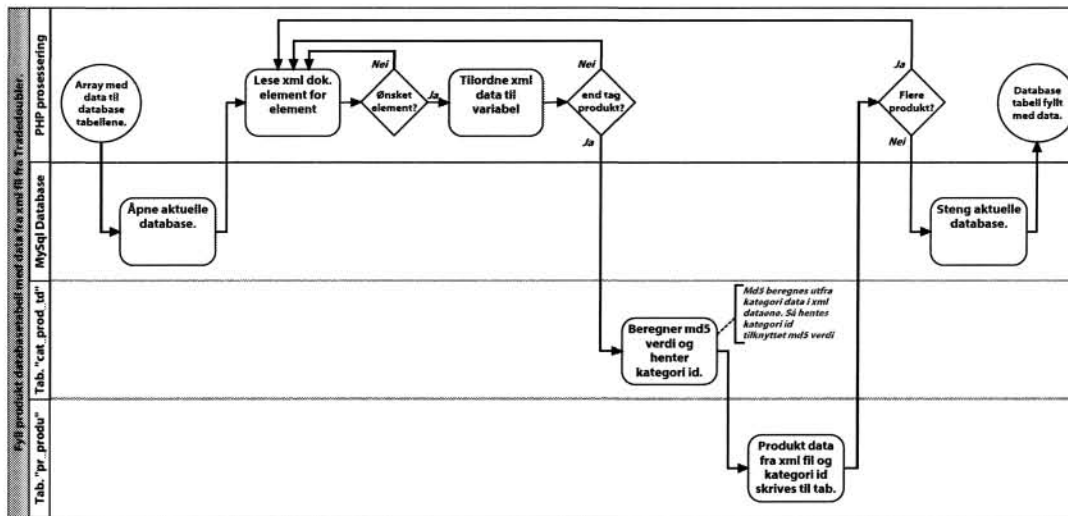 Fyll produkt databasetabell med data fra xml fil fra Tradedoubler.
PHP prosessering
Array med
data til
database
tabellene.
Lese xml dok.
element for
element
Nei
Ønsket
element?
Ja
Tilordne xml
data til
variabel
Nei
end tag
produkt?
Ja
Ja
Flere
produkt?
Nei
Database
tabell fyllt
med data.
MySql Database
Åpne aktuelle
database.
Steng aktuelle
database.
Tab. "cat_prod_td"
Beregner md5
verdi og
henter
kategori id.
Md5 beregnes utfra
kategori data i xml
dataene. Så hentes
kategori id
tilknyttet md5 verdi
Tab. "pr_produ"
Produkt data
fra xml fil og
kategori id
skrives til tab.